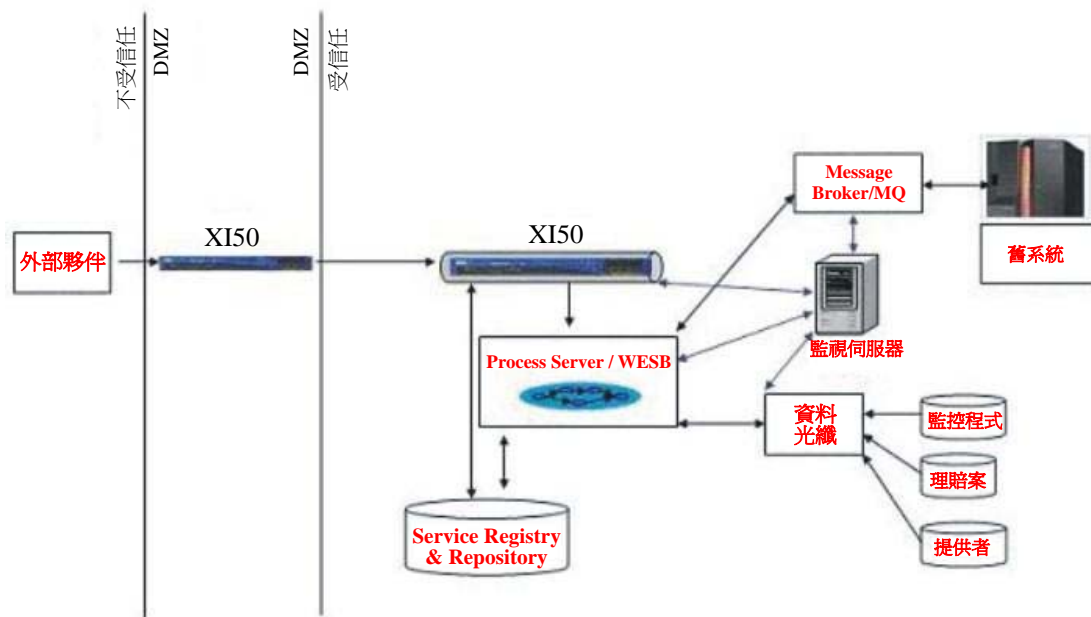 不受信任
DMZ
DMZ
受信任
外部夥伴
XI50
XI50
Message
Broker/MQ
舊系統
監視伺服器
Process Server / WESB
資料
光纖
監控程式
理賠案
提供者
Service Registry
& Repository